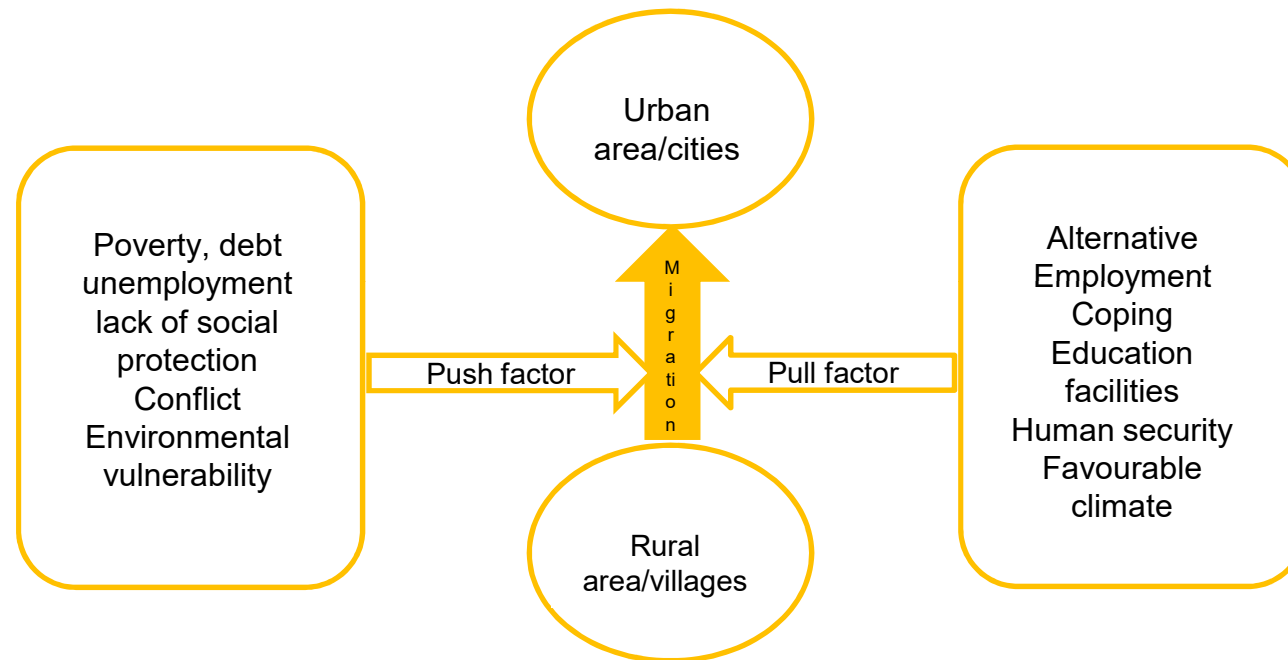 Urban
area/cities
Poverty, debt
unemployment
lack of social
protection
Conflict
Environmental
vulnerability
Push factor
Migration
Pull factor
Alternative
Employment
Coping
Education
facilities
Human security
Favourable
climate
Rural
area/villages